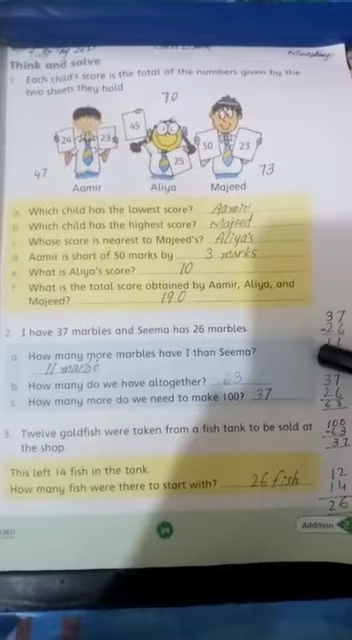 Think and solve
1. Each child's score is the total of the numbers given by the
two sheets they hold
70
24 23
45
25
50 23
47
73
Aamir Aliya Majeed
a Which child has the lowest score? Aamir
b Which child has the highest score? Majeed
c Whose score is nearest to Majeed's? Aliya's
d Aamir is short of 50 marks by 3 marks
e What is Aliya's score? 10
f What is the total obtained by Aamir, Aliya, and
Majeed? 190
2. I have 37 marbles and Seema has 26 marbles.
37
-26
11
a How many more marbles have I than Seema?
11 marble
b How many do we have altogether? 63
37
26
63
c How many more do we need to make 100? 37
100
-63
37
3. Twelve goldfish were taken from a fish tank to be sold at
the shop.
This left 14 fish in the tank.
How many fish were there to start with? 26 fish
12
14
26
34
Addition 2